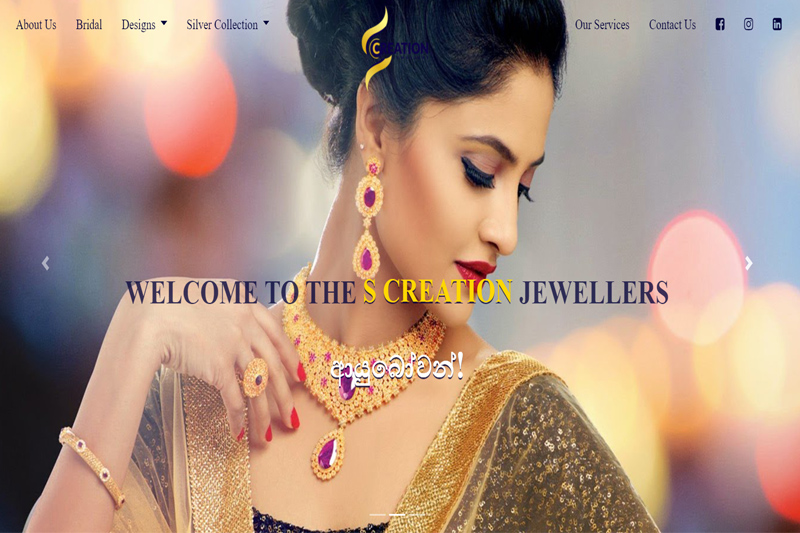 About Us Bridal Designs Silver Collection Our Services Contact Us
CREATION
WELCOME TO THE S CREATION JEWELLERS
ආයුබෝවන්!